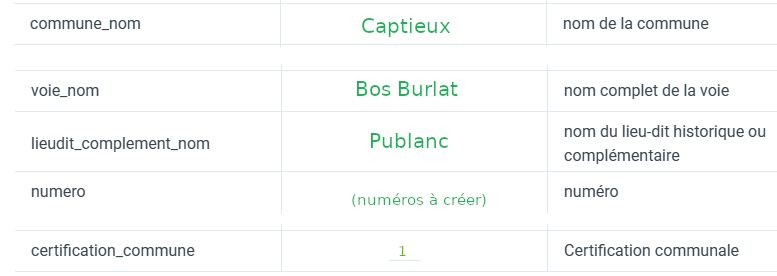 commune_nom Captieux nom de la commune
voie_nom Bos Burlat nom complet de la voie
lieudit_complement_nom Publanc nom du lieu-dit historique ou
complémentaire
numero (numéros à créer) numéro
certification_commune 1 Certification communale